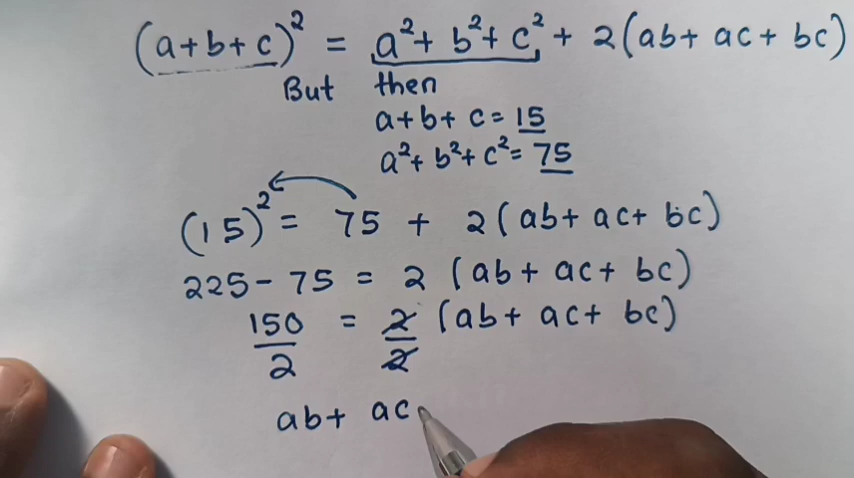 (a+b+c)² = a²+ b²+ c² + 2(ab+ ac+ bc)
But then
a+b+ c= 15
a²+ b²+ c²= 75
(15)² = 75 + 2(ab+ ac+ bc)
225- 75 = 2 (ab+ ac+ bc)
150/2 = 2/2 (ab+ ac+ bc)
ab+ ac